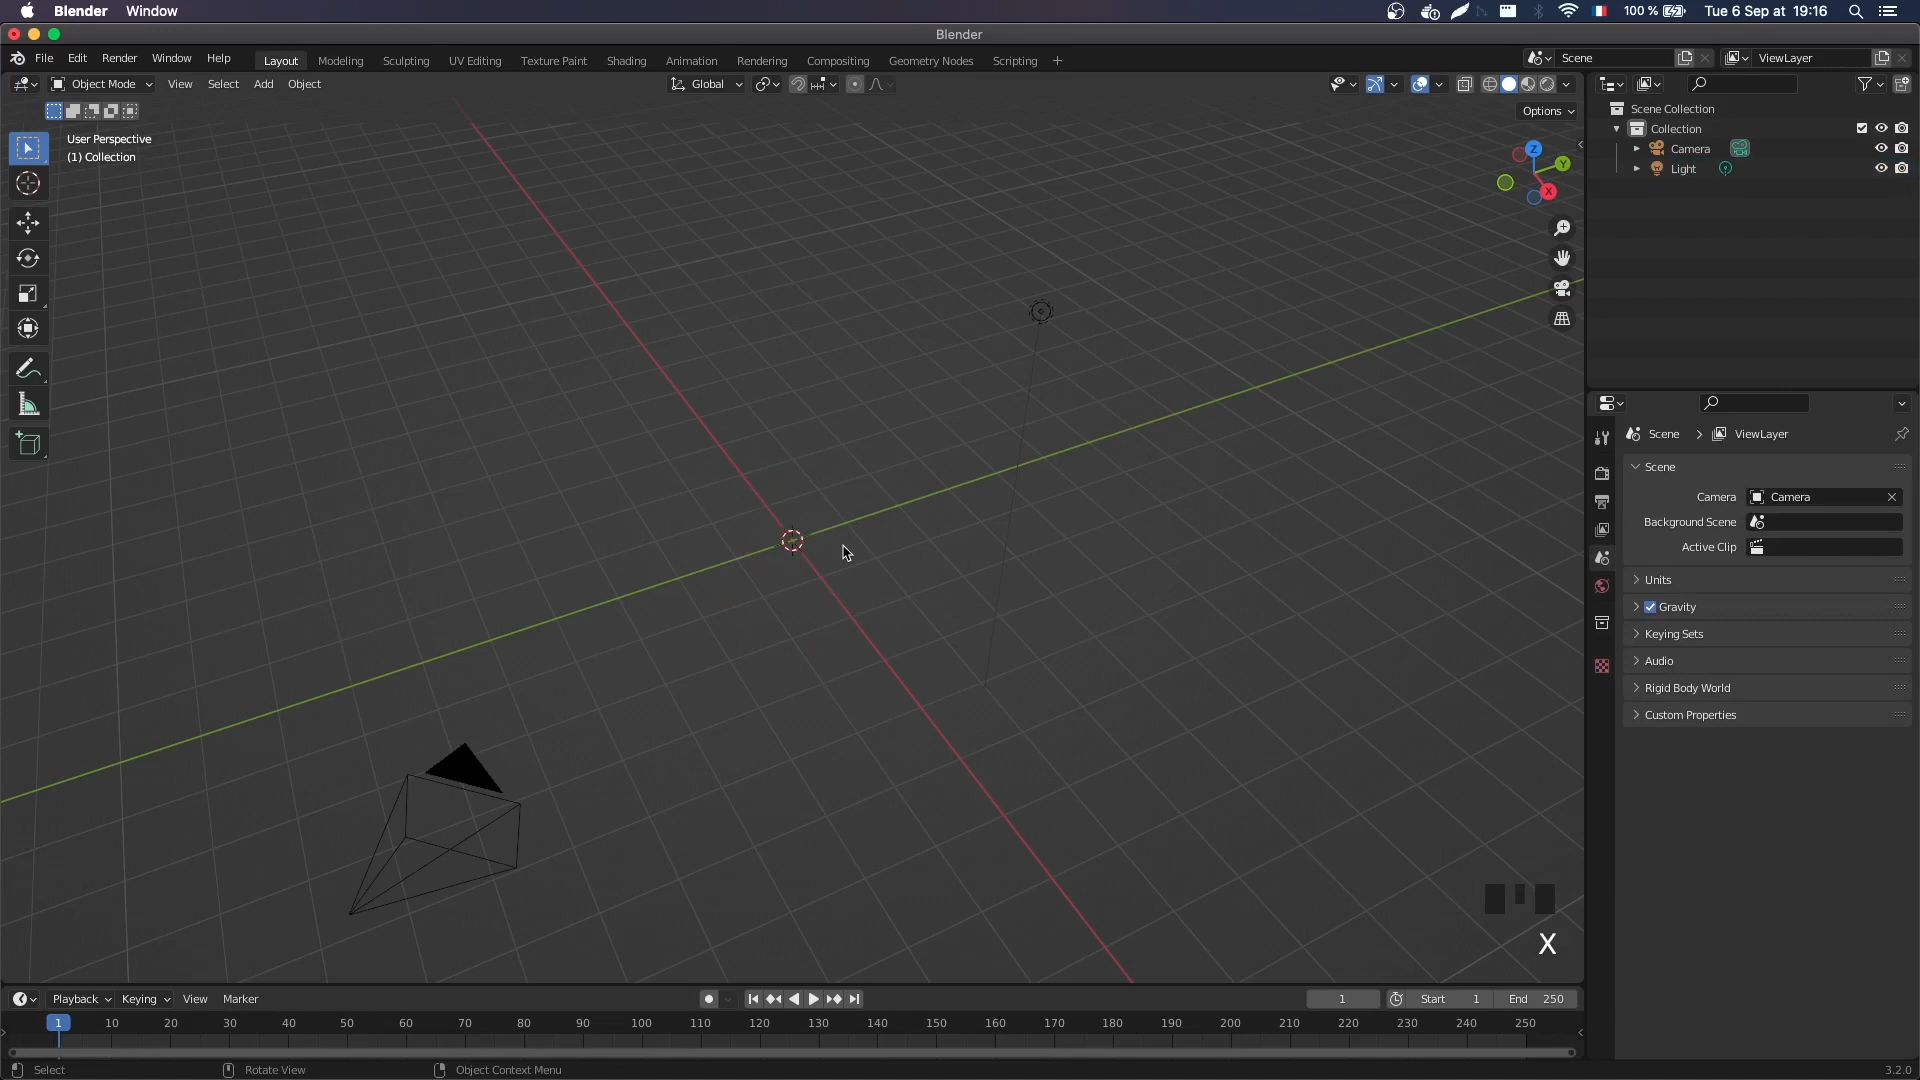 Blender Window 100 % Tue 6 Sep at 19:16
Blender
File Edit Render Window Help Layout Modeling Sculpting UV Editing Texture Paint Shading Animation Rendering Compositing Geometry Nodes Scripting + Scene ViewLayer
Object Mode View Select Add Object Global
Options
User Perspective
(1) Collection
Z
Y
X
Scene Collection
Collection
Camera
Light
Scene > ViewLayer
Scene
Camera Camera
Background Scene
Active Clip
Units
Gravity
Keying Sets
Audio
Rigid Body World
Custom Properties
X
Playback Keying View Marker 1 Start 1 End 250
1 10 20 30 40 50 60 70 80 90 100 110 120 130 140 150 160 170 180 190 200 210 220 230 240 250
Select Rotate View Object Context Menu 3.2.0